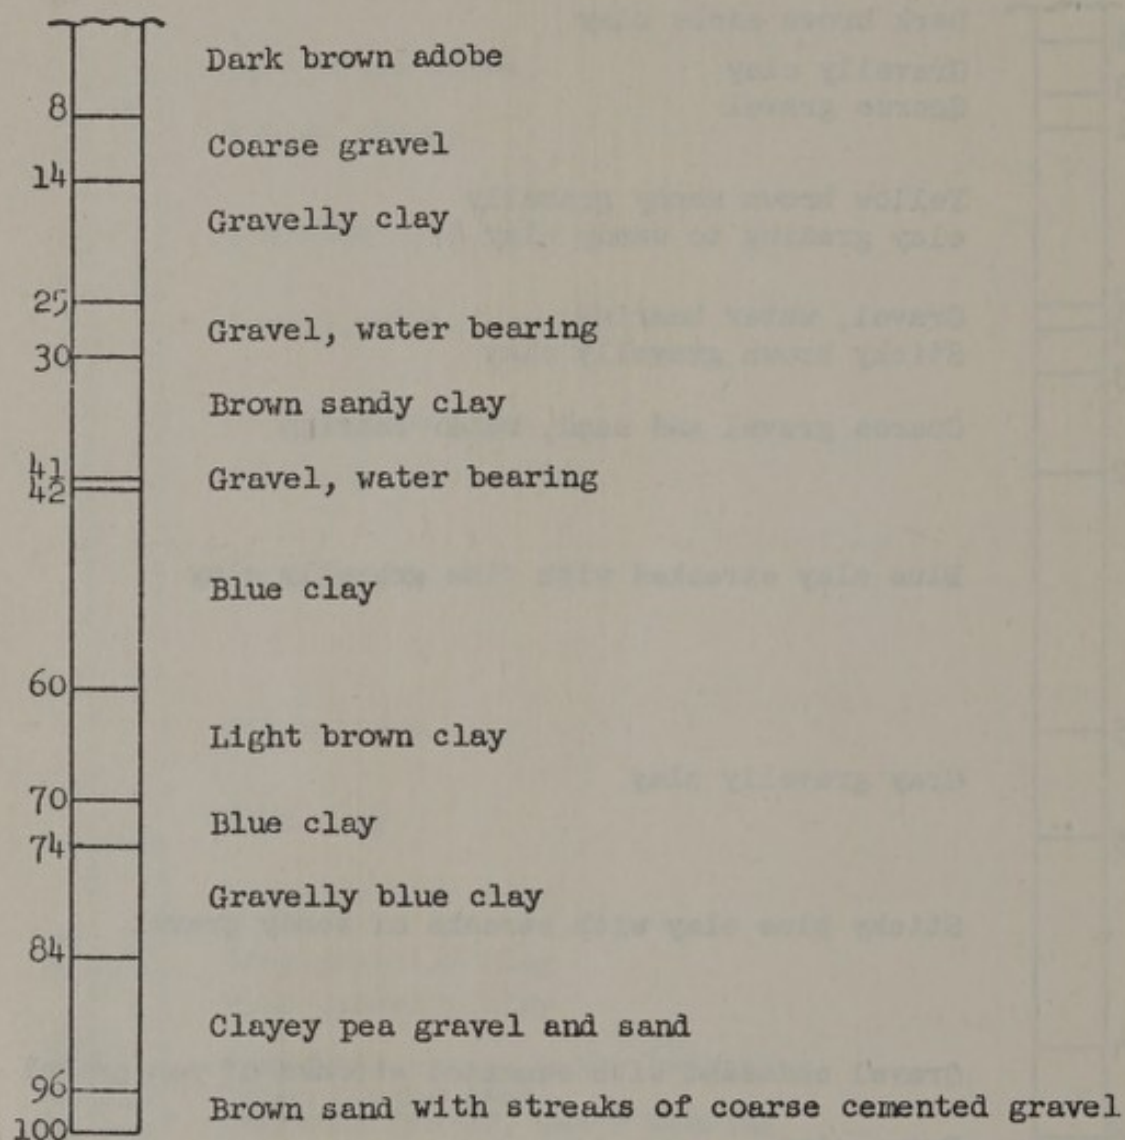 Dark brown adobe
8
Coarse gravel
14
Gravelly clay
25
Gravel, water bearing
30
Brown sandy clay
41
Gravel, water bearing
42
Blue clay
60
Light brown clay
70
Blue clay
74
Gravelly blue clay
84
Clayey pea gravel and sand
96
Brown sand with streaks of coarse cemented gravel
100